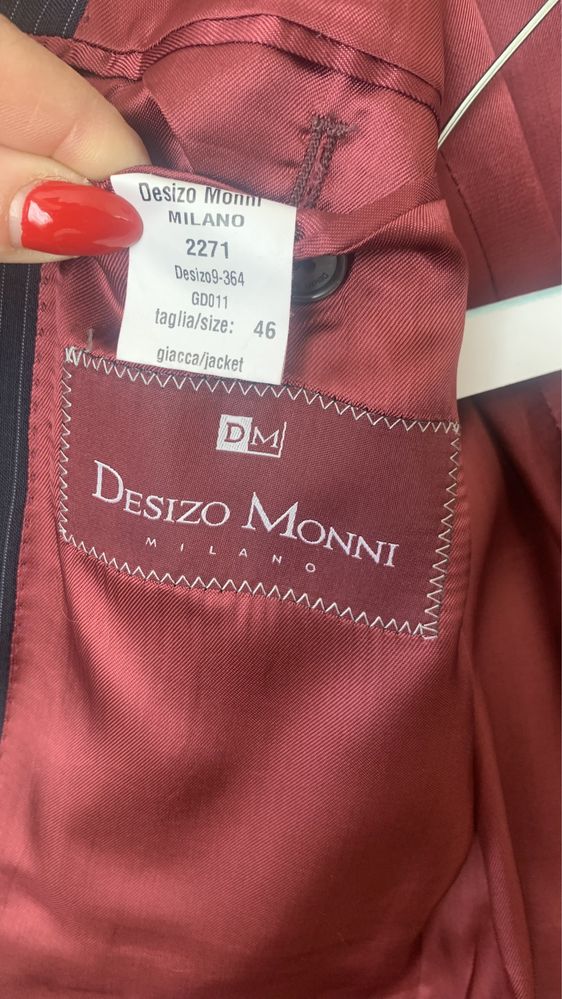 Desizo Monni
MILANO
2271
Desizo9-364
GD011
taglia/size: 46
giacca/jacket
DM
DESIZO MONNI
MILANO